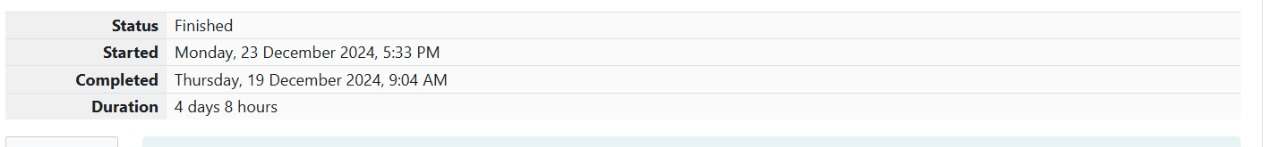 Status Finished
Started Monday, 23 December 2024, 5:33 PM
Completed Thursday, 19 December 2024, 9:04 AM
Duration 4 days 8 hours